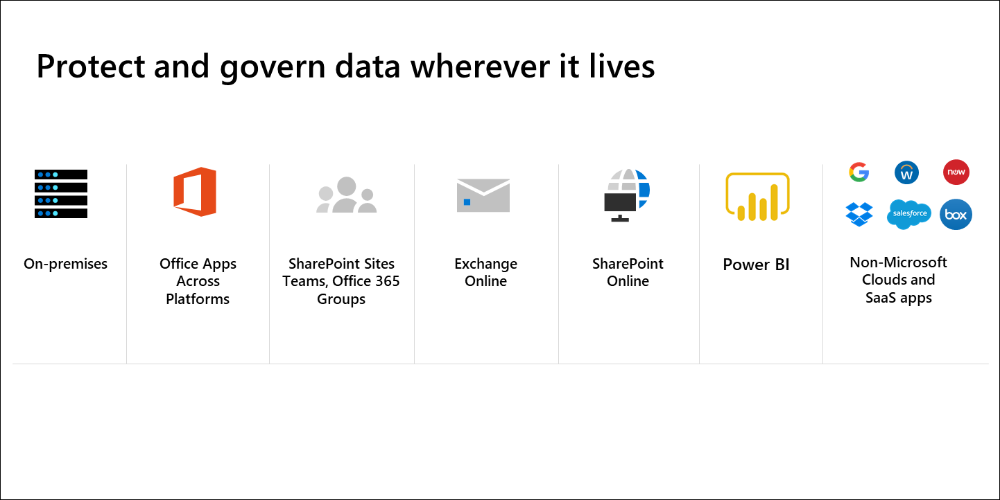 Protect and govern data wherever it lives
On-premises
Office Apps
Across
Platforms
SharePoint Sites
Teams, Office 365
Groups
Exchange
Online
SharePoint
Online
Power BI
G
W
now
salesforce
box
Non-Microsoft
Clouds and
SaaS apps